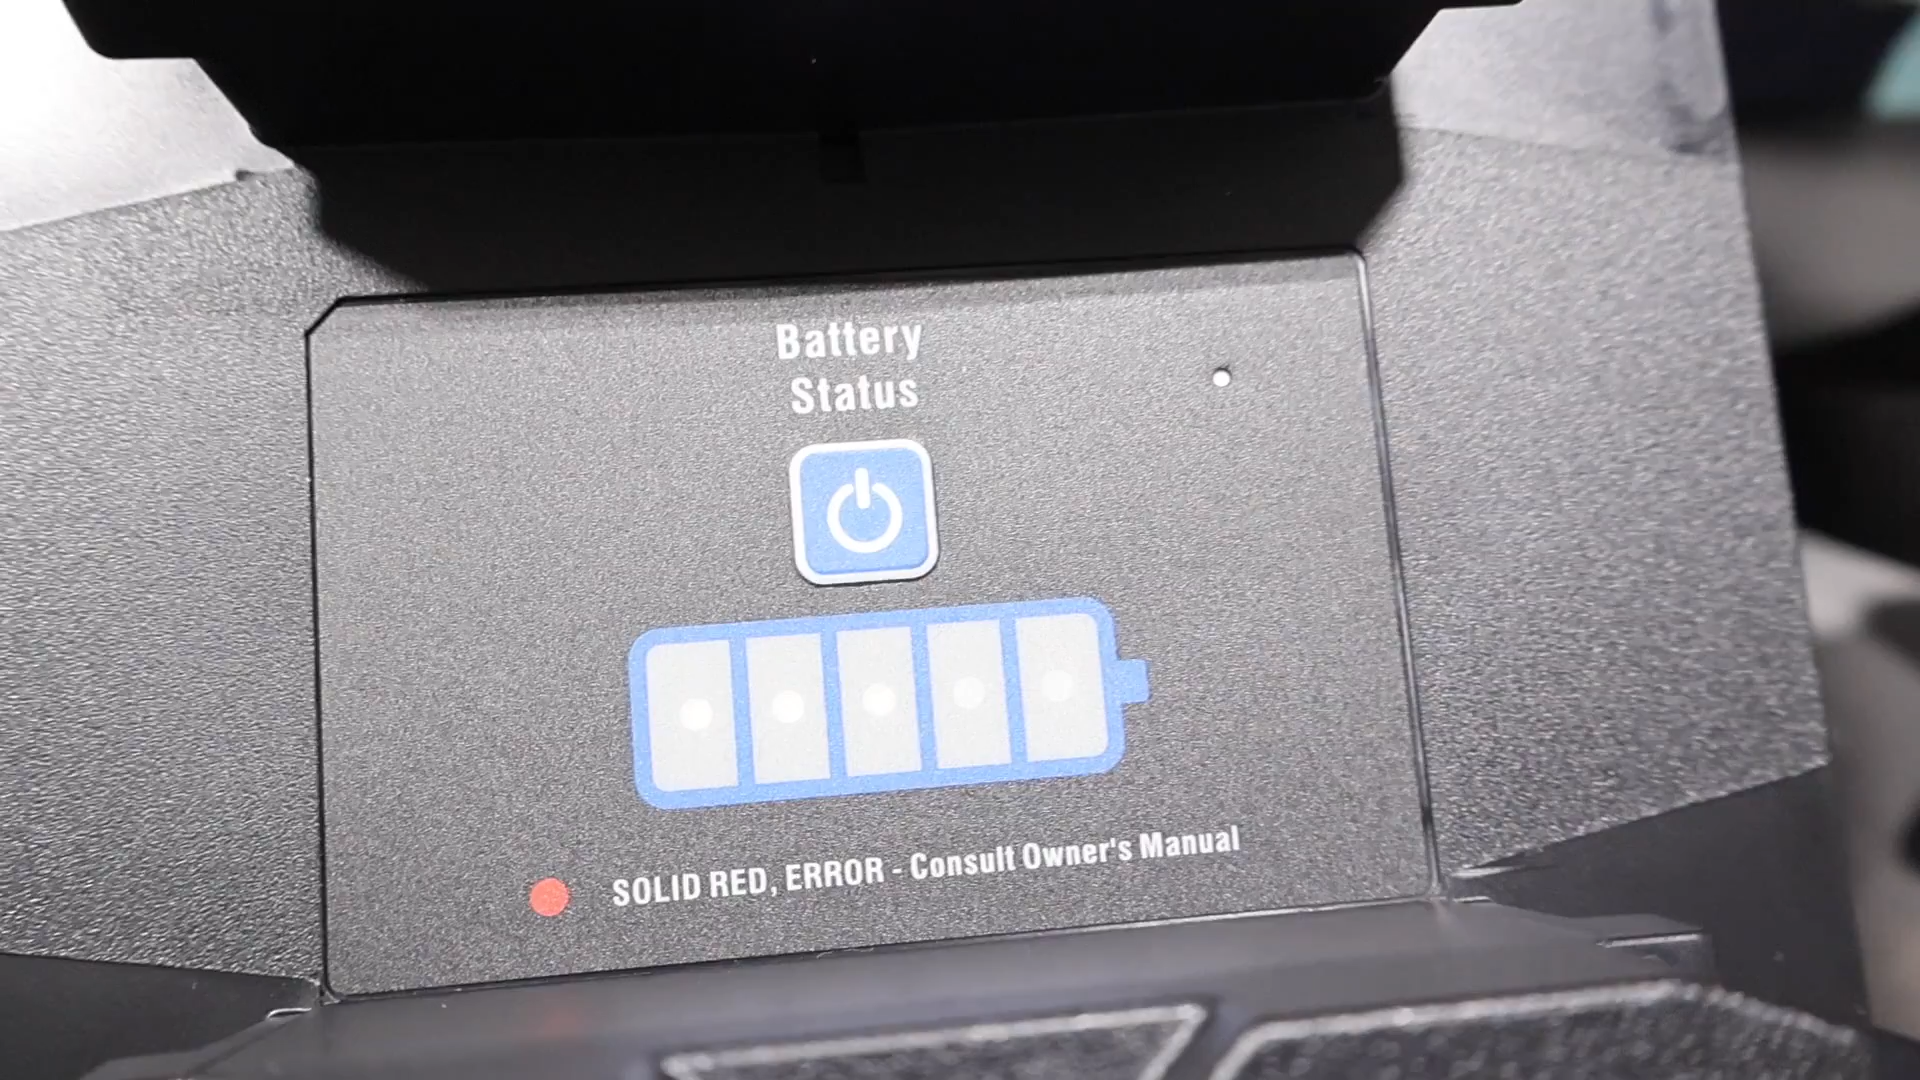 Battery
Status
SOLID RED, ERROR - Consult Owner's Manual